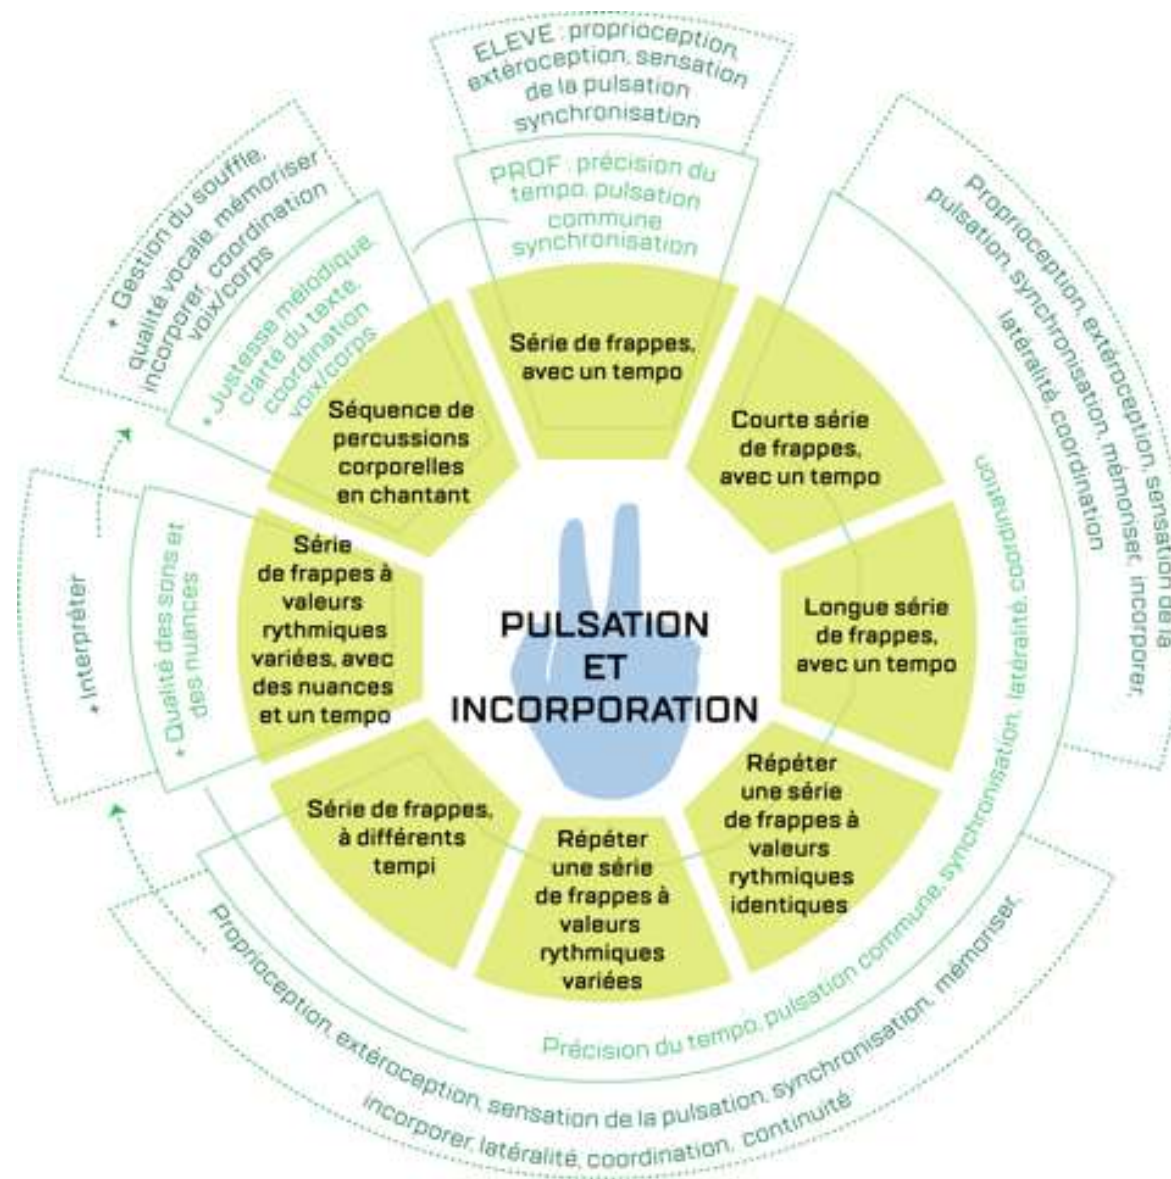 ELEVE : proprioception,
extéroception, sensation
de la pulsation
synchronisation
PROF : précision du
tempo, pulsation
commune
synchronisation
Série de frappes,
avec un tempo
Proprioception, extéroception, sensation de la
pulsation, synchronisation, mémoriser, incorporer,
latéralité, coordination
Courte série
de frappes,
avec un tempo
Longue série
de frappes,
avec un tempo
Répéter
une série
de frappes à
valeurs
rythmiques
identiques
Précision du tempo, pulsation commune, synchronisation, latéralité, coordination
Répéter
une série
de frappes à
valeurs
rythmiques
variées
Série de frappes,
à différents
tempi
Proprioception, extéroception, sensation de la pulsation, synchronisation, mémoriser,
incorporer, latéralité, coordination, continuité
Série
de frappes à
valeurs
rythmiques
variées, avec
des nuances
et un tempo
+ Qualité des sons et
des nuances
+ Interpréter
Séquence de
percussions
corporelles
en chantant
+ Justesse mélodique,
clarté du texte,
coordination
voix/corps
+ Gestion du souffle,
qualité vocale, mémoriser
incorporer, coordination
voix/corps
PULSATION
ET
INCORPORATION